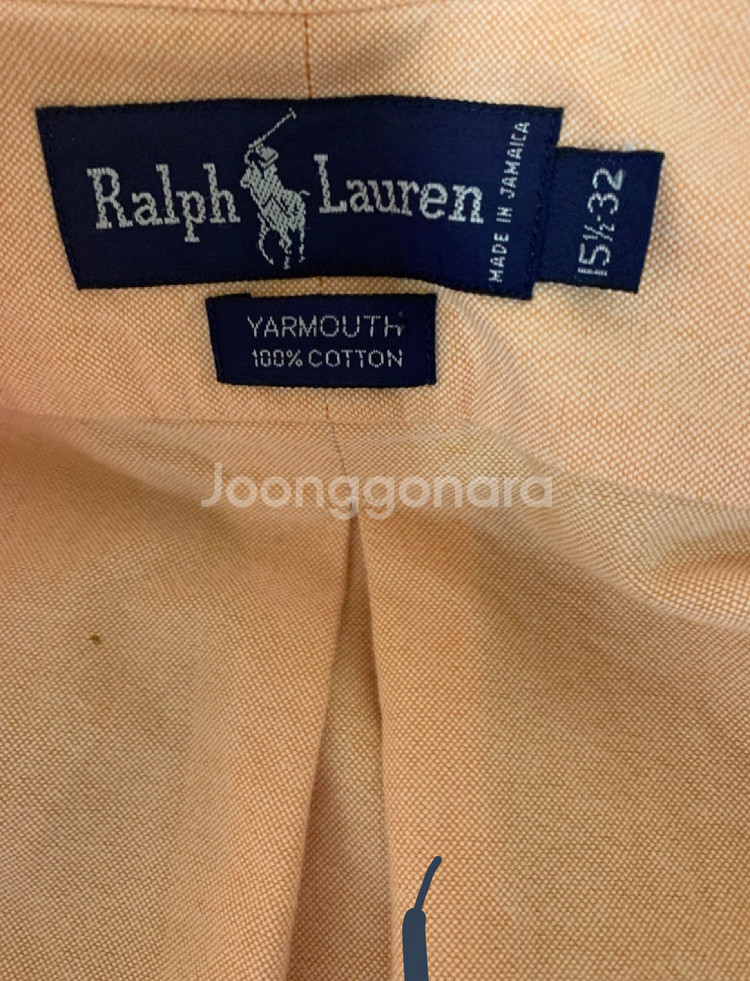 Ralph Lauren
MADE IN JAMAICA
15½-32
YARMOUTH
100% COTTON
Joonggonara